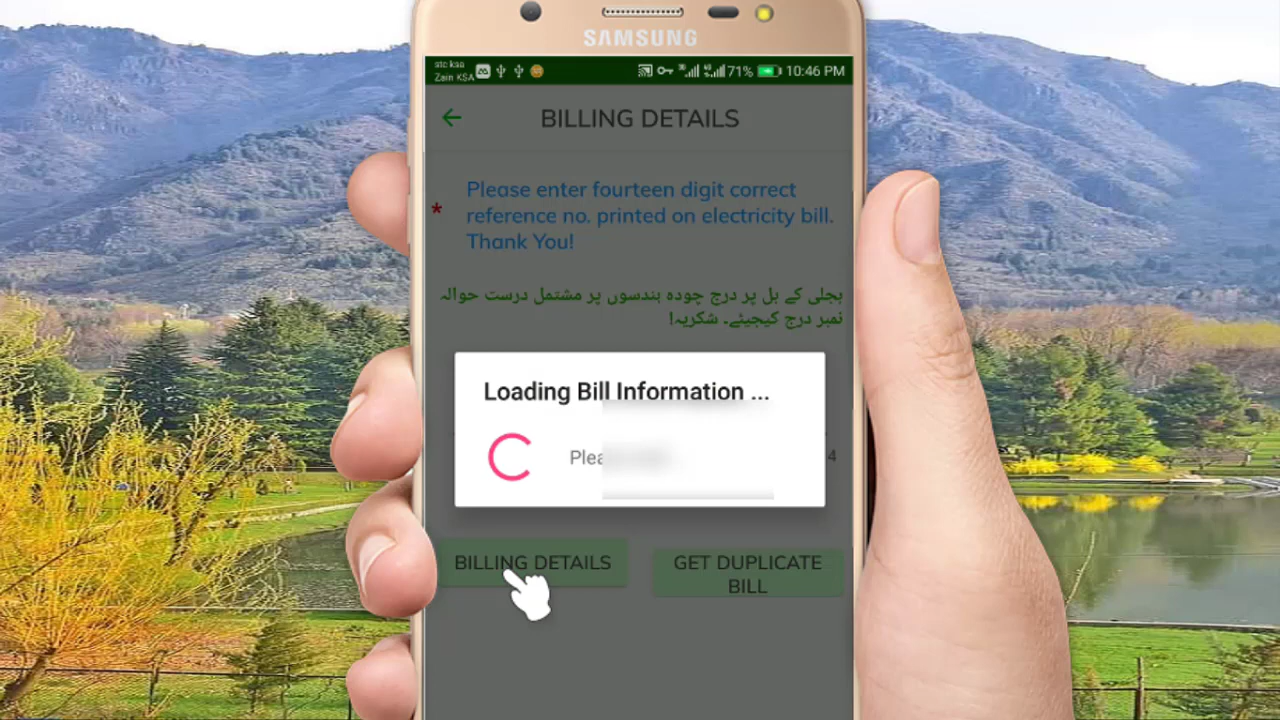 SAMSUNG
stc ksa
Zain KSA
71%
10:46 PM
BILLING DETAILS
Please enter fourteen digit correct
* reference no. printed on electricity bill.
Thank You!
بجلی کے بل پر درج چودہ ہندسوں پر مشتمل درست حوالہ
نمبر درج کیجیئے۔ شکریہ!
Loading Bill Information ...
4
BILLING DETAILS
GET DUPLICATE
BILL